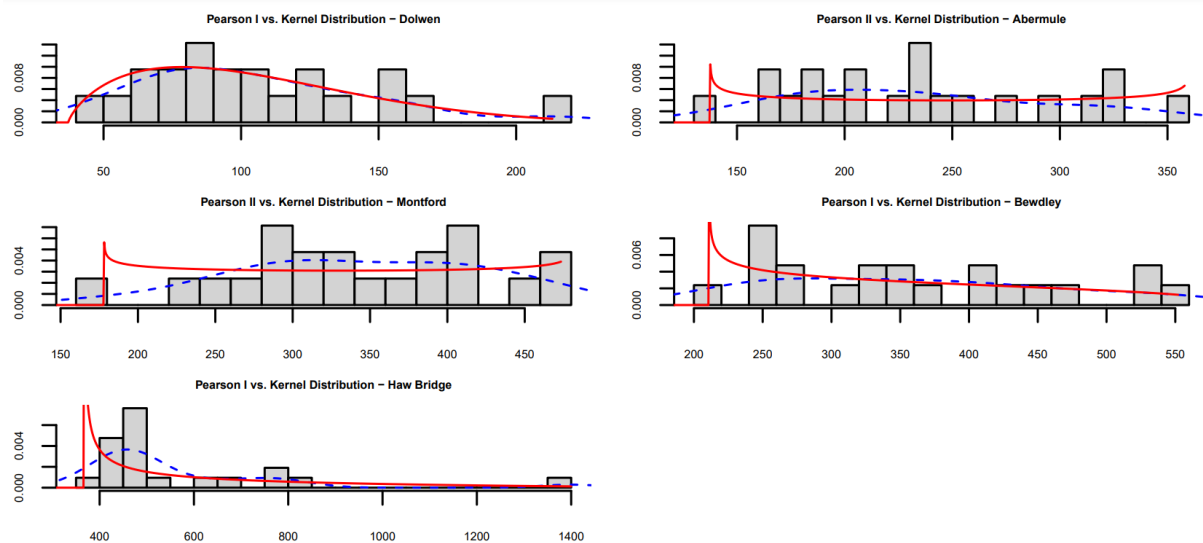 Pearson I vs. Kernel Distribution − Dolwen
0.000 0.008
50 100 150 200
Pearson II vs. Kernel Distribution − Abermule
0.000 0.008
150 200 250 300 350
Pearson II vs. Kernel Distribution − Montford
0.000 0.004
150 200 250 300 350 400 450
Pearson I vs. Kernel Distribution − Bewdley
0.000 0.006
200 250 300 350 400 450 500 550
Pearson I vs. Kernel Distribution − Haw Bridge
0.000 0.004
400 600 800 1000 1200 1400